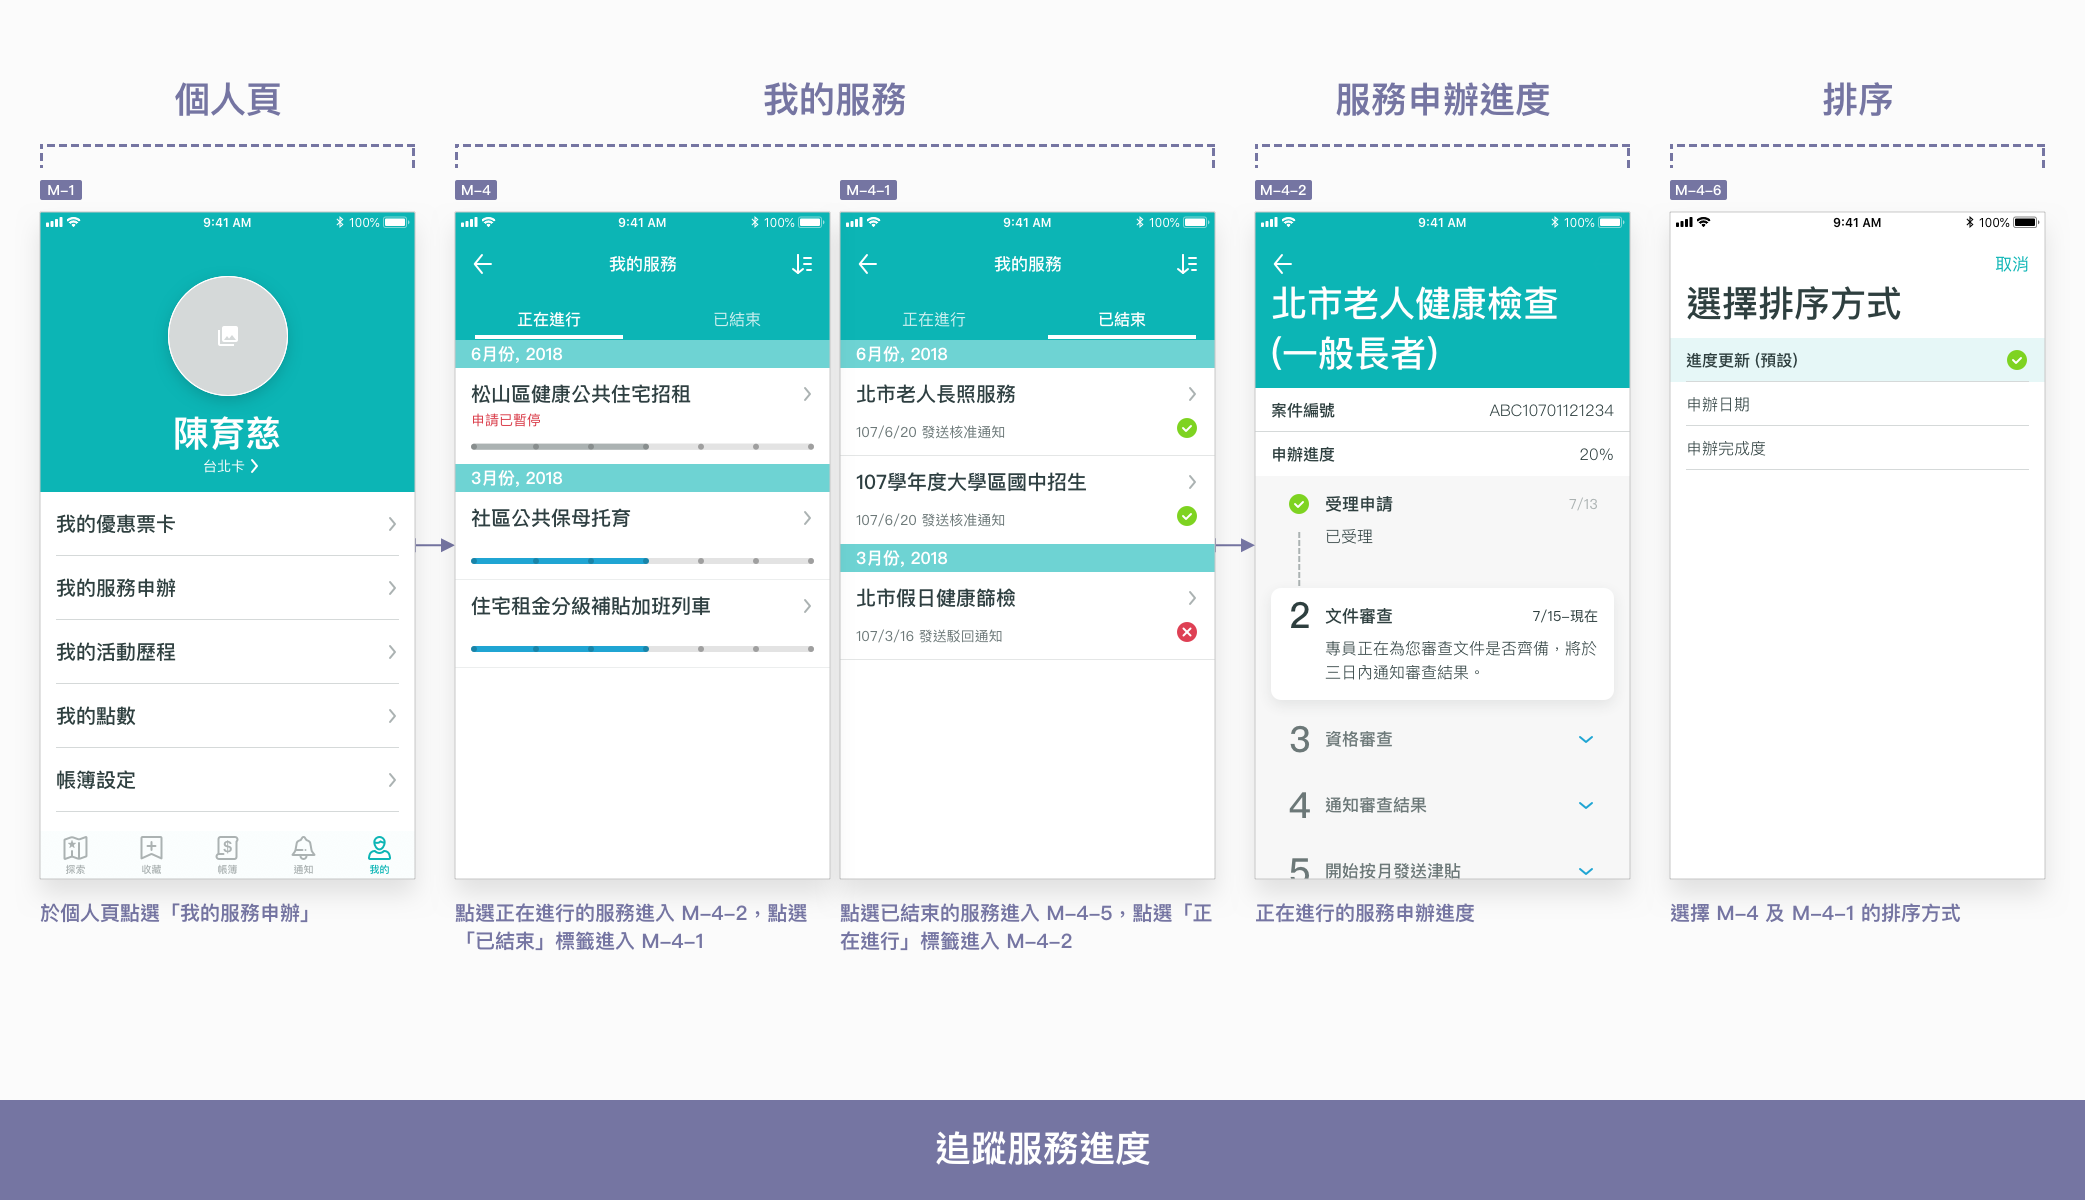 個人頁
我的服務
服務申辦進度
排序
M-1
9:41 AM
100%
陳育慈
台北卡
我的優惠票卡
我的服務申辦
我的活動歷程
我的點數
帳簿設定
探索
收藏
帳簿
通知
我的
於個人頁點選「我的服務申辦」
M-4
9:41 AM
100%
我的服務
正在進行
已結束
6月份, 2018
松山區健康公共住宅招租
申請已暫停
3月份, 2018
社區公共保母托育
住宅租金分級補貼加班列車
點選正在進行的服務進入 M-4-2，點選
「已結束」標籤進入 M-4-1
M-4-1
9:41 AM
100%
我的服務
正在進行
已結束
6月份, 2018
北市老人長照服務
107/6/20 發送核准通知
107學年度大學區國中招生
107/6/20 發送核准通知
3月份, 2018
北市假日健康篩檢
107/3/16 發送駁回通知
點選已結束的服務進入 M-4-5，點選「正
在進行」標籤進入 M-4-2
M-4-2
9:41 AM
100%
北市老人健康檢查
(一般長者)
案件編號
ABC10701121234
申辦進度
20%
受理申請
7/13
已受理
2
文件審查
7/15-現在
專員正在為您審查文件是否齊備，將於
三日內通知審查結果。
3
資格審查
4
通知審查結果
5
開始按月發送津貼
正在進行的服務申辦進度
M-4-6
9:41 AM
100%
取消
選擇排序方式
進度更新 (預設)
申辦日期
申辦完成度
選擇 M-4 及 M-4-1 的排序方式
追蹤服務進度